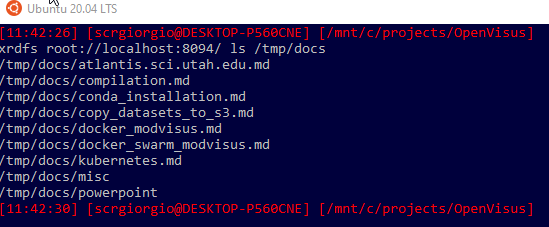 Ubuntu 20.04 LTS
[11:42:26] [scrgiorgio@DESKTOP-P560CNE] [/mnt/c/projects/OpenVisus]
xrdfs root://localhost:8094/ ls /tmp/docs
/tmp/docs/atlantis.sci.utah.edu.md
/tmp/docs/compilation.md
/tmp/docs/conda_installation.md
/tmp/docs/copy_datasets_to_s3.md
/tmp/docs/docker_modvisus.md
/tmp/docs/docker_swarm_modvisus.md
/tmp/docs/kubernetes.md
/tmp/docs/misc
/tmp/docs/powerpoint
[11:42:30] [scrgiorgio@DESKTOP-P560CNE] [/mnt/c/projects/OpenVisus]